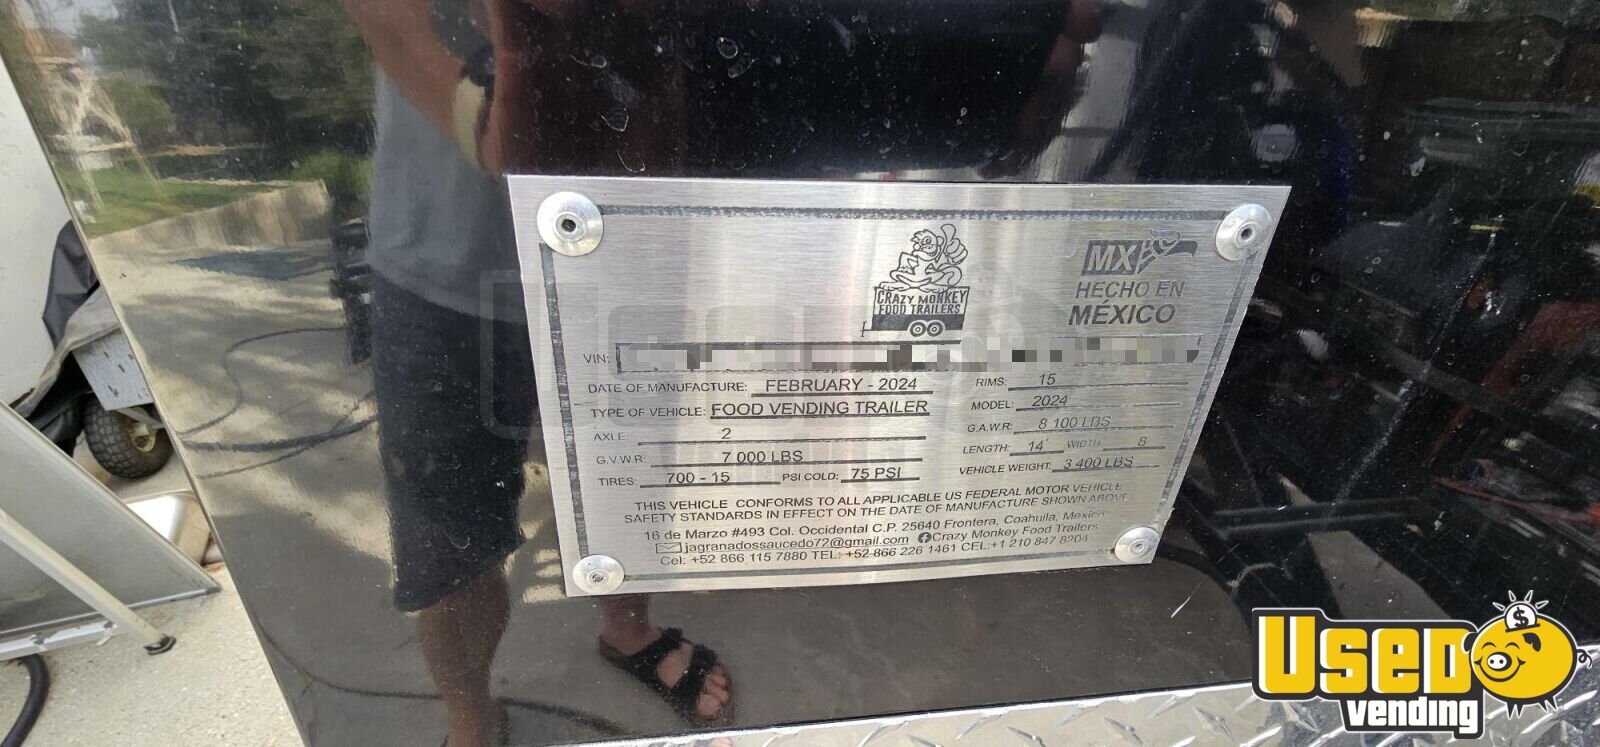 CRAZY MONKEY
FOOD TRAILERS
MX
HECHO EN
MÉXICO
VIN:
DATE OF MANUFACTURE: FEBRUARY - 2024
RIMS: 15
TYPE OF VEHICLE: FOOD VENDING TRAILER
MODEL: 2024
AXLE: 2
G.A.W.R: 8 100 LBS
G.V.W.R: 7 000 LBS
LENGTH: 14' WIDTH: 8
TIRES: 700 - 15 PSI COLD: 75 PSI
VEHICLE WEIGHT: 3 400 LBS
THIS VEHICLE CONFORMS TO ALL APPLICABLE US FEDERAL MOTOR VEHICLE
SAFETY STANDARDS IN EFFECT ON THE DATE OF MANUFACTURE SHOWN ABOVE
16 de Marzo #493 Col. Occidental C.P. 25640 Frontera, Coahuila, Mexico
jagranadossaucedo72@gmail.com Crazy Monkey Food Trailers
Cel: +52 866 115 7880 TEL: +52 866 226 1461 CEL:+1 210 847 8204
USED
Vending